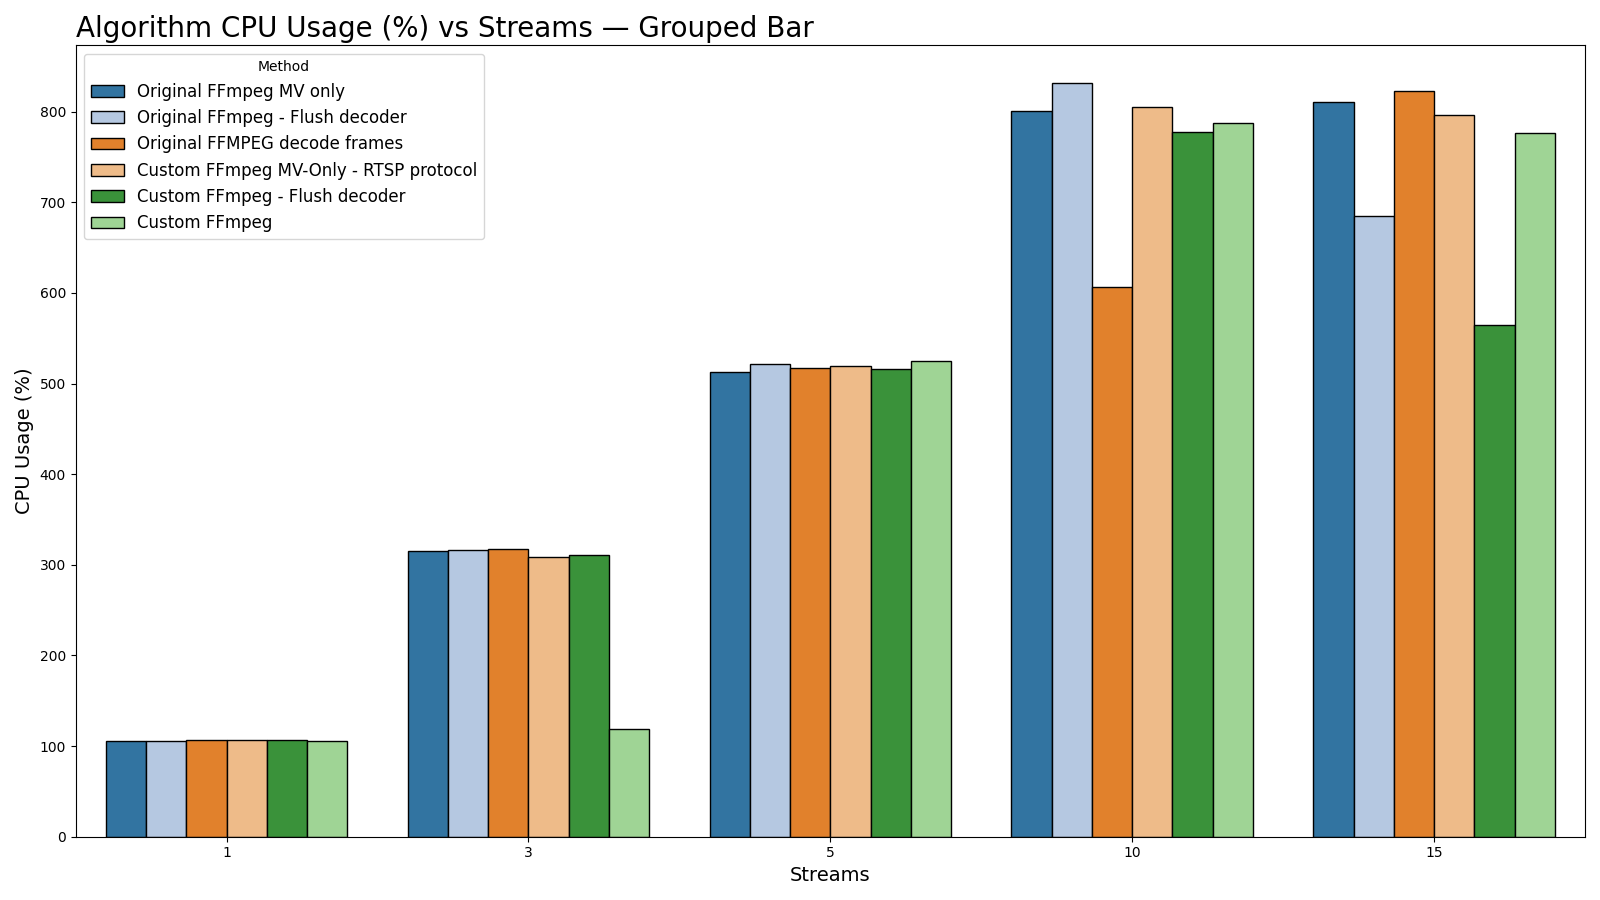 Algorithm CPU Usage (%) vs Streams — Grouped Bar
Method
Original FFmpeg MV only
Original FFmpeg - Flush decoder
Original FFMPEG decode frames
Custom FFmpeg MV-Only - RTSP protocol
Custom FFmpeg - Flush decoder
Custom FFmpeg
CPU Usage (%)
800
700
600
500
400
300
200
100
0
1 3 5 10 15
Streams